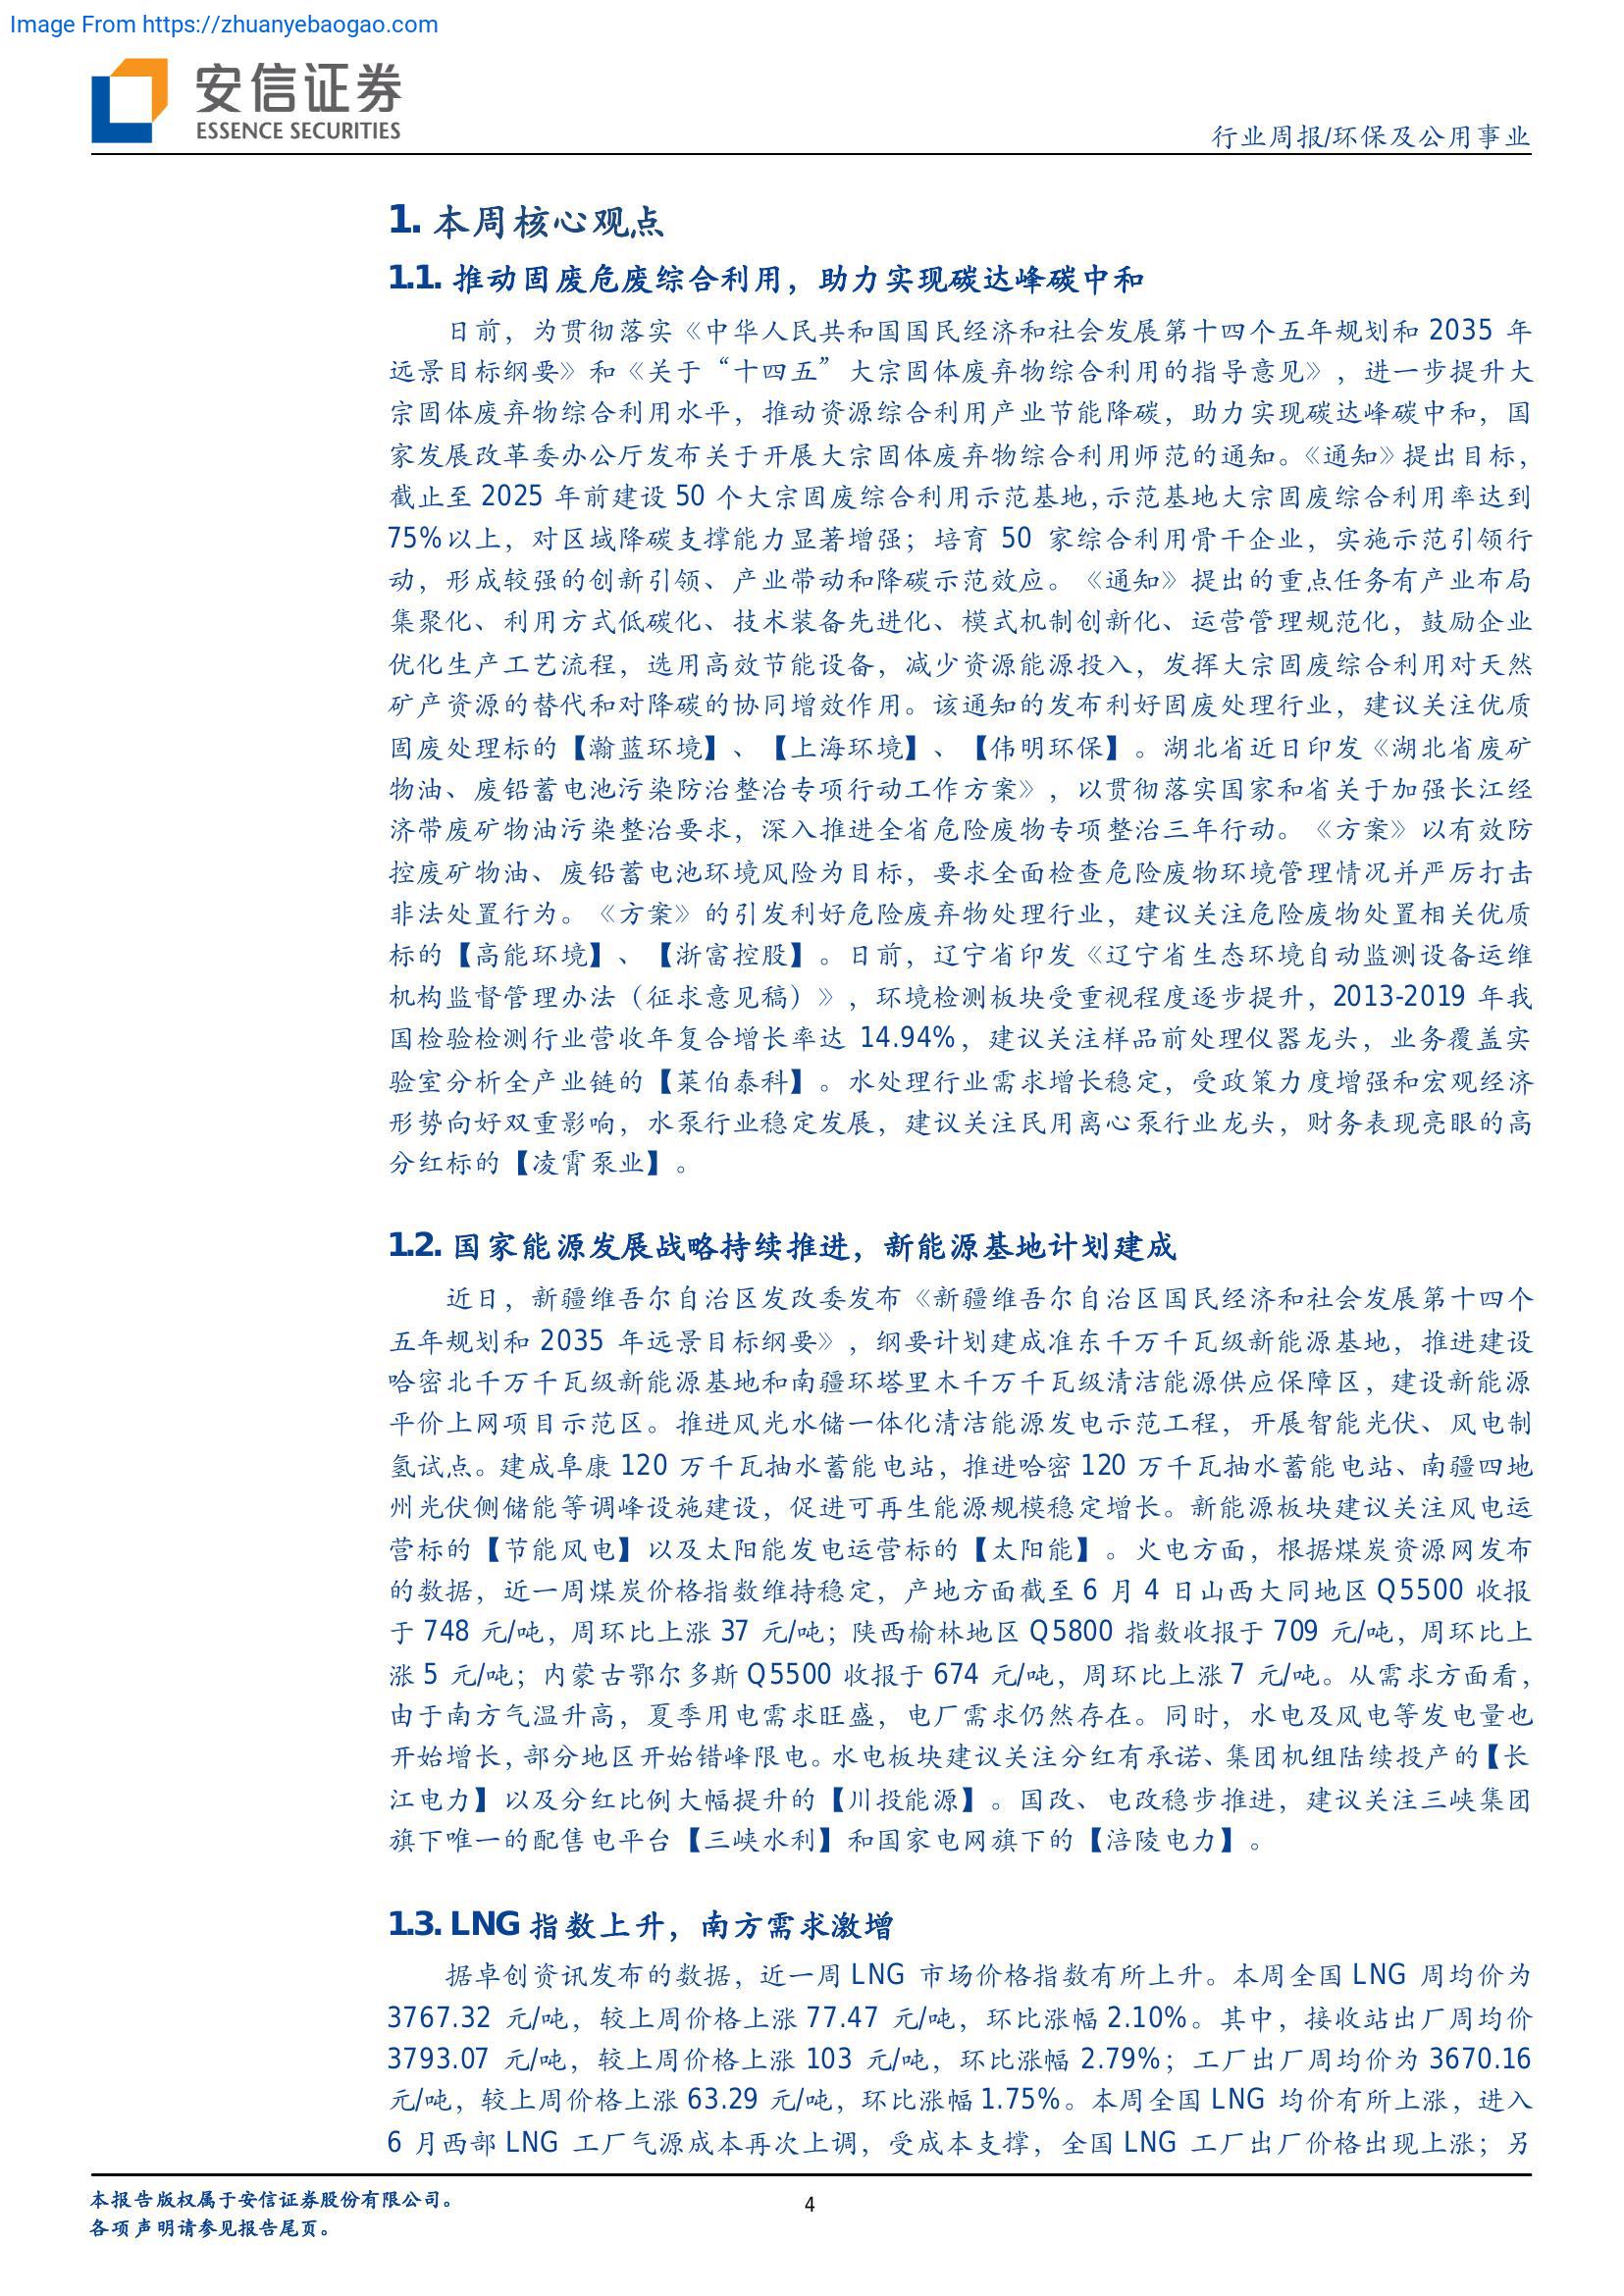 Image From https://zhuanyebaogao.com
安信证券
ESSENCE SECURITIES
行业周报/环保及公用事业
1. 本周核心观点
1.1. 推动固废危废综合利用，助力实现碳达峰碳中和
日前，为贯彻落实《中华人民共和国国民经济和社会发展第十四个五年规划和 2035 年
远景目标纲要》和《关于“十四五”大宗固体废弃物综合利用的指导意见》，进一步提升大
宗固体废弃物综合利用水平，推动资源综合利用产业节能降碳，助力实现碳达峰碳中和，国
家发展改革委办公厅发布关于开展大宗固体废弃物综合利用师范的通知。《通知》提出目标，
截止至 2025 年前建设 50 个大宗固废综合利用示范基地，示范基地大宗固废综合利用率达到
75%以上，对区域降碳支撑能力显著增强；培育 50 家综合利用骨干企业，实施示范引领行
动，形成较强的创新引领、产业带动和降碳示范效应。《通知》提出的重点任务有产业布局
集聚化、利用方式低碳化、技术装备先进化、模式机制创新化、运营管理规范化，鼓励企业
优化生产工艺流程，选用高效节能设备，减少资源能源投入，发挥大宗固废综合利用对天然
矿产资源的替代和对降碳的协同增效作用。该通知的发布利好固废处理行业，建议关注优质
固废处理标的【瀚蓝环境】、【上海环境】、【伟明环保】。湖北省近日印发《湖北省废矿
物油、废铅蓄电池污染防治整治专项行动工作方案》，以贯彻落实国家和省关于加强长江经
济带废矿物油污染整治要求，深入推进全省危险废物专项整治三年行动。《方案》以有效防
控废矿物油、废铅蓄电池环境风险为目标，要求全面检查危险废物环境管理情况并严厉打击
非法处置行为。《方案》的引发利好危险废弃物处理行业，建议关注危险废物处置相关优质
标的【高能环境】、【浙富控股】。日前，辽宁省印发《辽宁省生态环境自动监测设备运维
机构监督管理办法（征求意见稿）》，环境检测板块受重视程度逐步提升，2013-2019 年我
国检验检测行业营收年复合增长率达 14.94%，建议关注样品前处理仪器龙头，业务覆盖实
验室分析全产业链的【莱伯泰科】。水处理行业需求增长稳定，受政策力度增强和宏观经济
形势向好双重影响，水泵行业稳定发展，建议关注民用离心泵行业龙头，财务表现亮眼的高
分红标的【凌霄泵业】。
1.2. 国家能源发展战略持续推进，新能源基地计划建成
近日，新疆维吾尔自治区发改委发布《新疆维吾尔自治区国民经济和社会发展第十四个
五年规划和 2035 年远景目标纲要》，纲要计划建成准东千万千瓦级新能源基地，推进建设
哈密北千万千瓦级新能源基地和南疆环塔里木千万千瓦级清洁能源供应保障区，建设新能源
平价上网项目示范区。推进风光水储一体化清洁能源发电示范工程，开展智能光伏、风电制
氢试点。建成阜康 120 万千瓦抽水蓄能电站，推进哈密 120 万千瓦抽水蓄能电站、南疆四地
州光伏侧储能等调峰设施建设，促进可再生能源规模稳定增长。新能源板块建议关注风电运
营标的【节能风电】以及太阳能发电运营标的【太阳能】。火电方面，根据煤炭资源网发布
的数据，近一周煤炭价格指数维持稳定，产地方面截至 6 月 4 日山西大同地区 Q5500 收报
于 748 元/吨，周环比上涨 37 元/吨；陕西榆林地区 Q5800 指数收报于 709 元/吨，周环比上
涨 5 元/吨；内蒙古鄂尔多斯 Q5500 收报于 674 元/吨，周环比上涨 7 元/吨。从需求方面看，
由于南方气温升高，夏季用电需求旺盛，电厂需求仍然存在。同时，水电及风电等发电量也
开始增长，部分地区开始错峰限电。水电板块建议关注分红有承诺、集团机组陆续投产的【长
江电力】以及分红比例大幅提升的【川投能源】。国改、电改稳步推进，建议关注三峡集团
旗下唯一的配售电平台【三峡水利】和国家电网旗下的【涪陵电力】。
1.3. LNG 指数上升，南方需求激增
据卓创资讯发布的数据，近一周 LNG 市场价格指数有所上升。本周全国 LNG 周均价为
3767.32 元/吨，较上周价格上涨 77.47 元/吨，环比涨幅 2.10%。其中，接收站出厂周均价
3793.07 元/吨，较上周价格上涨 103 元/吨，环比涨幅 2.79%；工厂出厂周均价为 3670.16
元/吨，较上周价格上涨 63.29 元/吨，环比涨幅 1.75%。本周全国 LNG 均价有所上涨，进入
6 月西部 LNG 工厂气源成本再次上调，受成本支撑，全国 LNG 工厂出厂价格出现上涨；另
本报告版权属于安信证券股份有限公司。
4
各项声明请参见报告尾页。